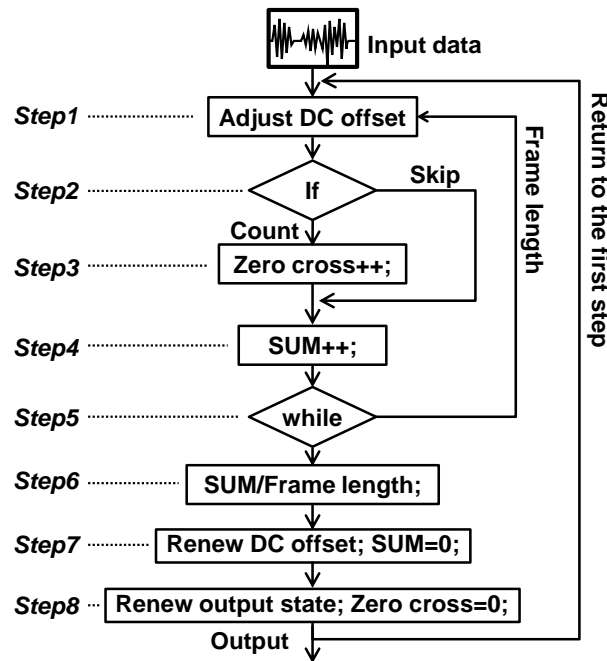 Input data
Step1
Adjust DC offset
Step2
If
Skip
Count
Step3
Zero cross++;
Step4
SUM++;
Step5
while
Step6
SUM/Frame length;
Step7
Renew DC offset; SUM=0;
Step8
Renew output state; Zero cross=0;
Output
Frame length
Return to the first step